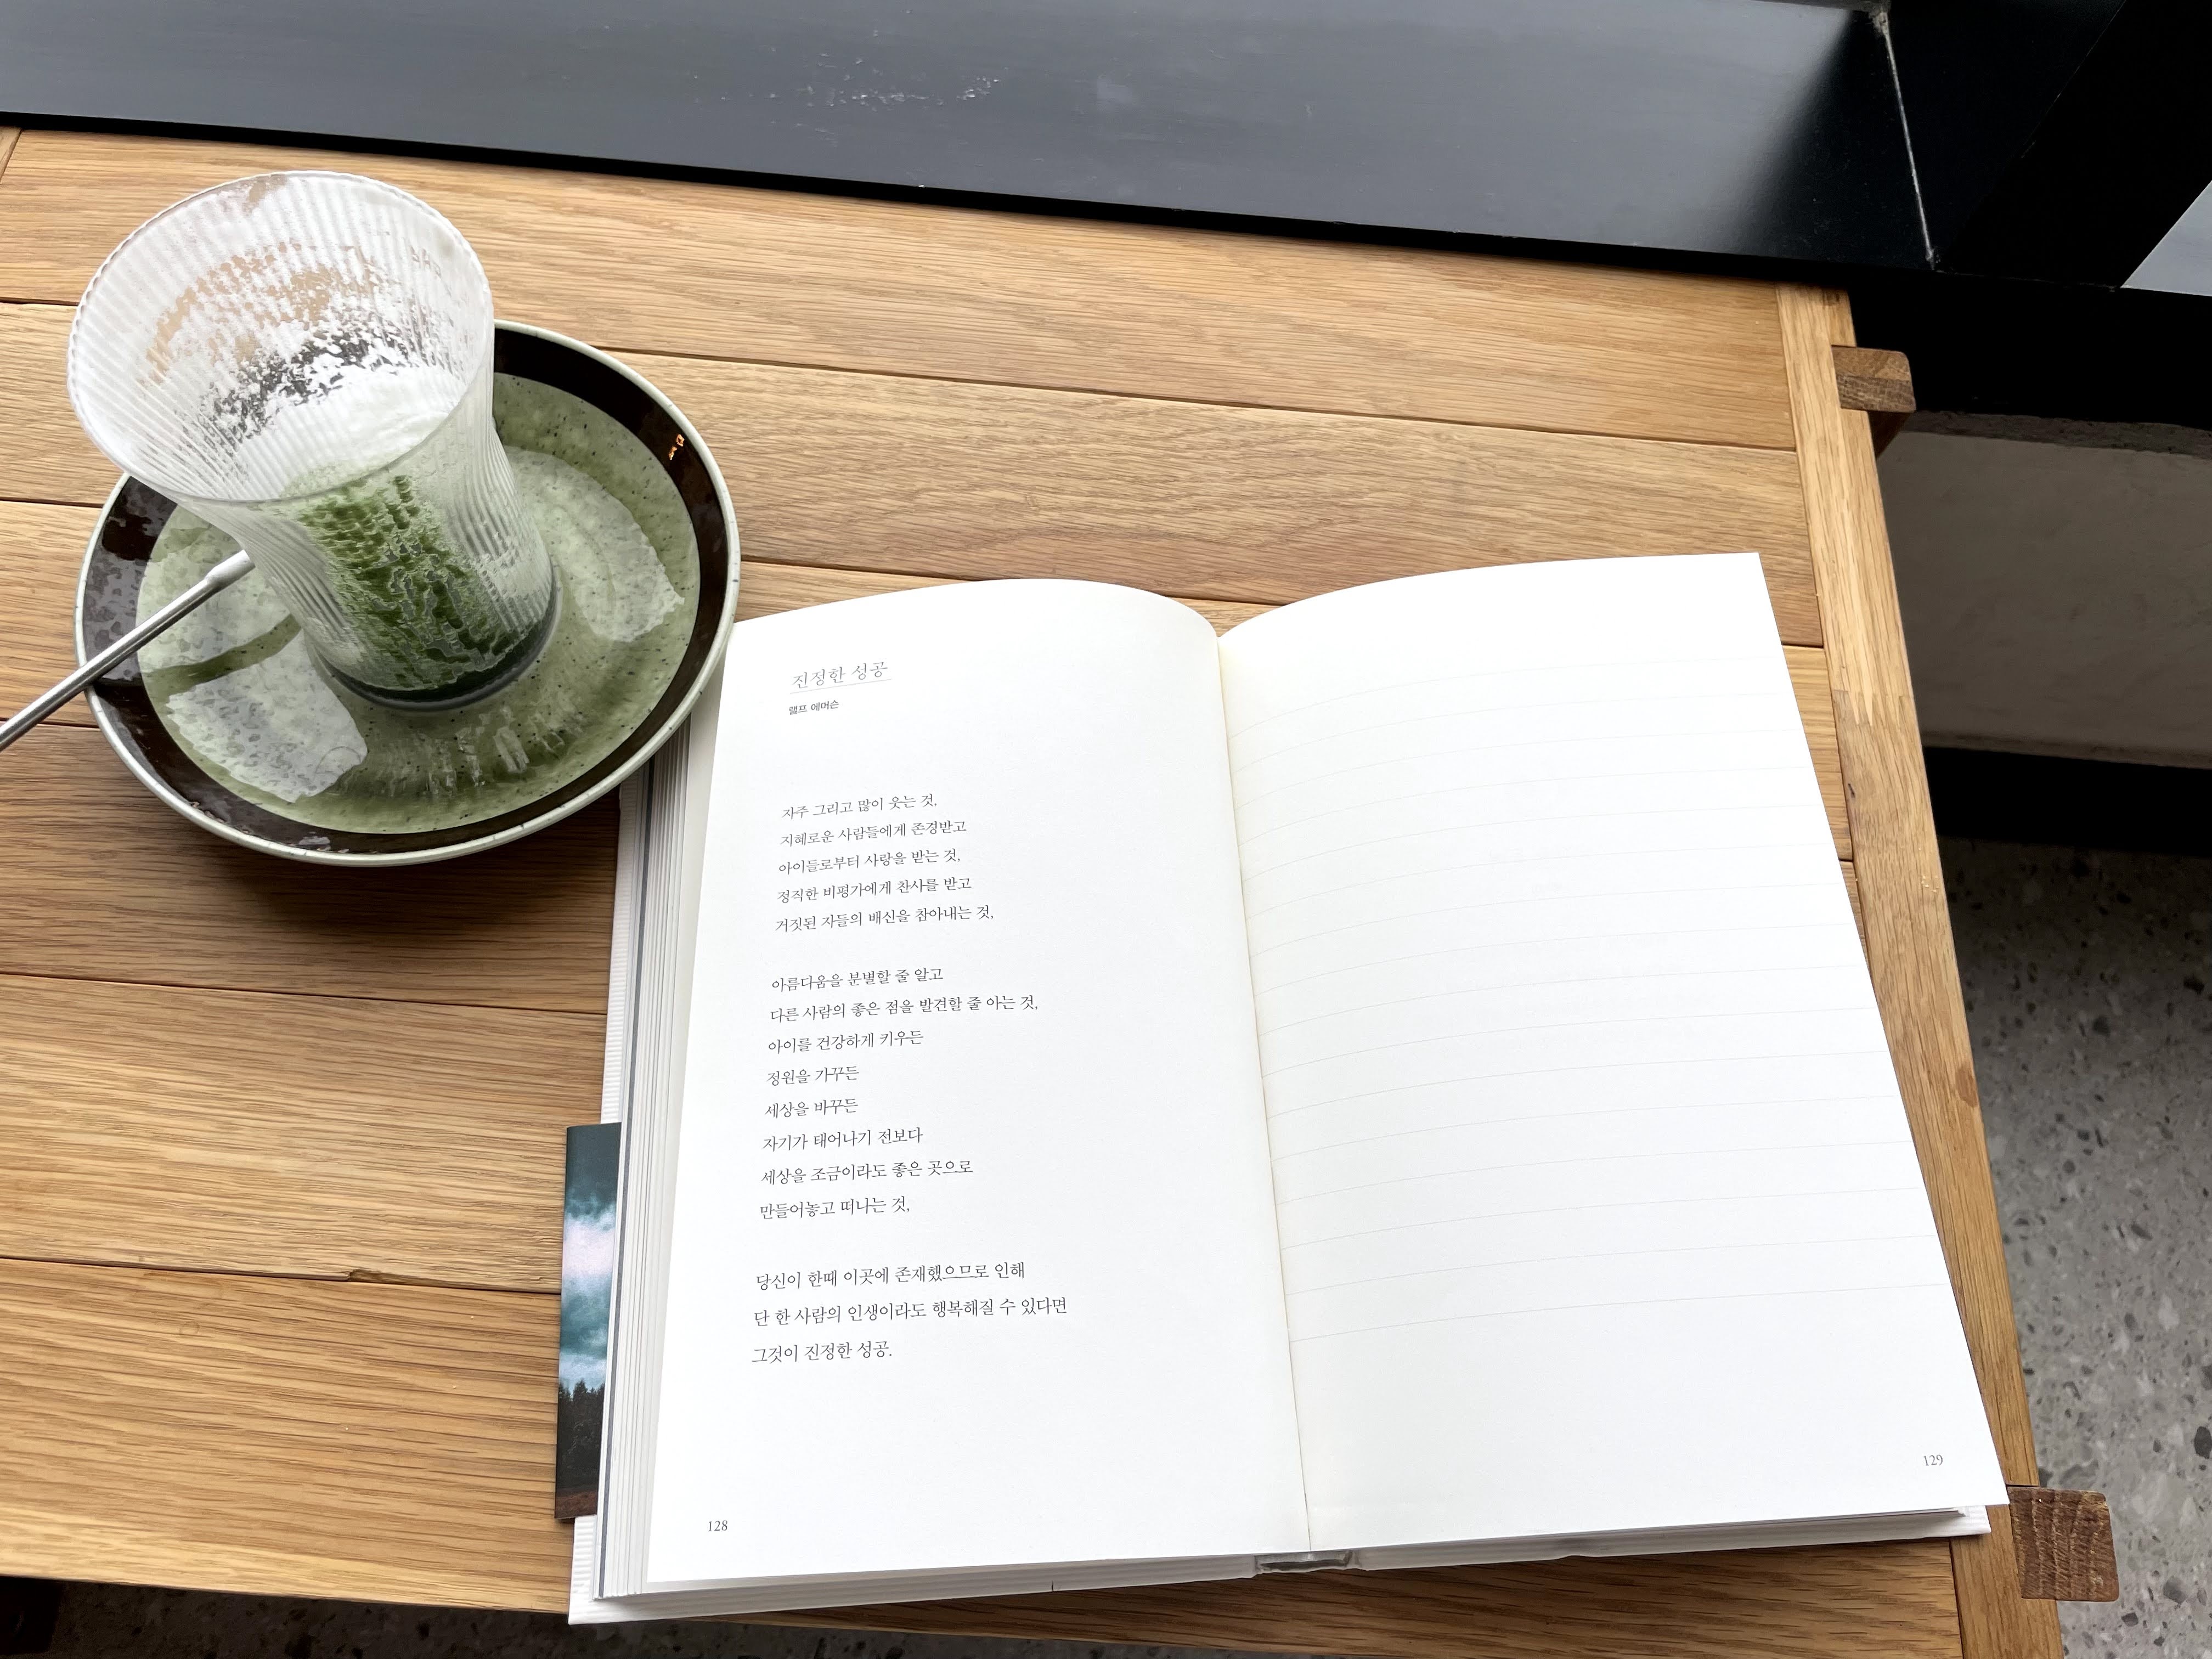 진정한 성공
랠프 에머슨
자주 그리고 많이 웃는 것,
지혜로운 사람들에게 존경받고
아이들로부터 사랑을 받는 것,
정직한 비평가에게 찬사를 받고
거짓된 자들의 배신을 참아내는 것,
아름다움을 분별할 줄 알고
다른 사람의 좋은 점을 발견할 줄 아는 것,
아이를 건강하게 키우든
정원을 가꾸든
세상을 바꾸든
자기가 태어나기 전보다
세상을 조금이라도 좋은 곳으로
만들어놓고 떠나는 것,
당신이 한때 이곳에 존재했으므로 인해
단 한 사람의 인생이라도 행복해질 수 있다면
그것이 진정한 성공.
128
129